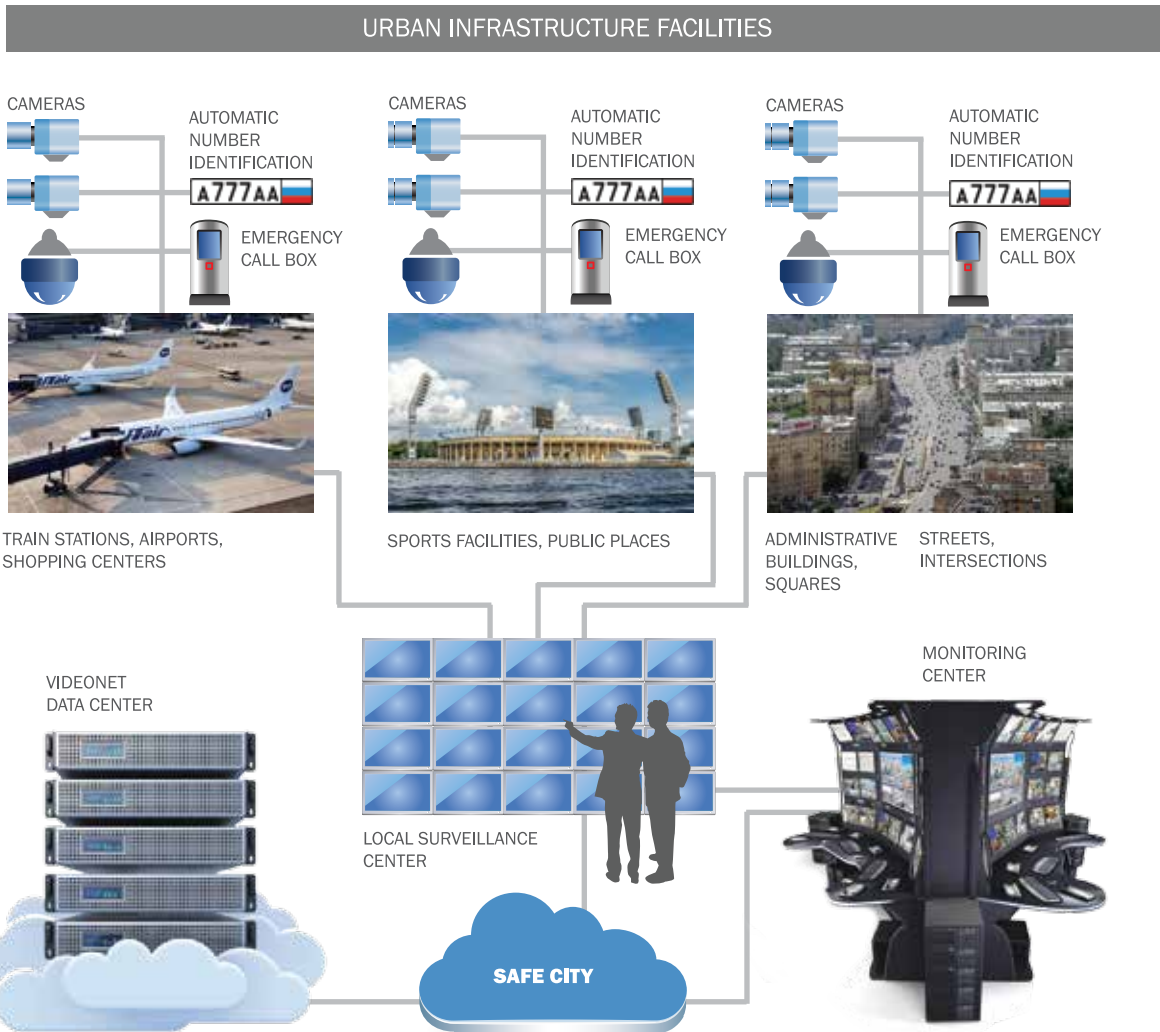 URBAN INFRASTRUCTURE FACILITIES
CAMERAS
AUTOMATIC
NUMBER
IDENTIFICATION
A777AA
EMERGENCY
CALL BOX
CAMERAS
AUTOMATIC
NUMBER
IDENTIFICATION
A777AA
EMERGENCY
CALL BOX
CAMERAS
AUTOMATIC
NUMBER
IDENTIFICATION
A777AA
EMERGENCY
CALL BOX
TRAIN STATIONS, AIRPORTS,
SHOPPING CENTERS
SPORTS FACILITIES, PUBLIC PLACES
ADMINISTRATIVE
BUILDINGS,
SQUARES
STREETS,
INTERSECTIONS
VIDEONET
DATA CENTER
LOCAL SURVEILLANCE
CENTER
MONITORING
CENTER
SAFE CITY